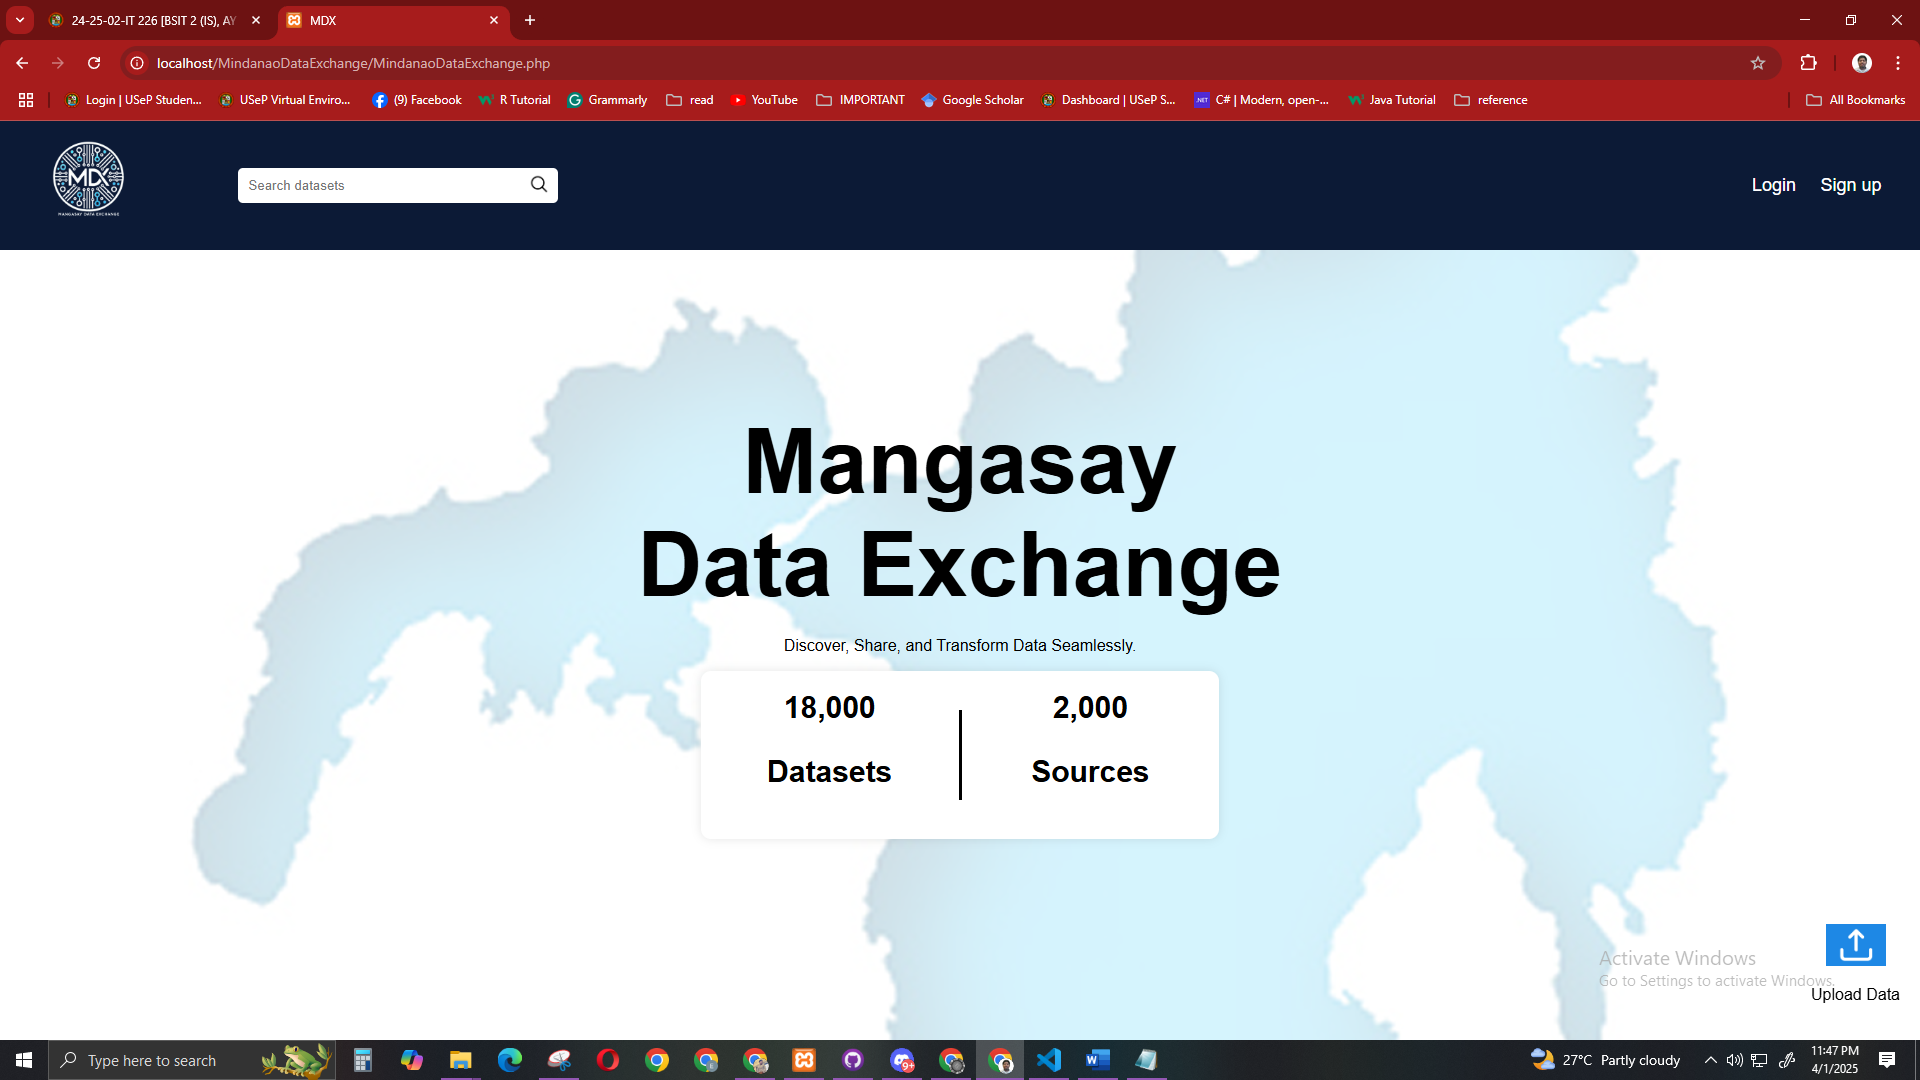 24-25-02-IT 226 [BSIT 2 (IS), AY
MDX
localhost/MindanaoDataExchange/MindanaoDataExchange.php
Login | USeP Studen...
USeP Virtual Enviro...
(9) Facebook
R Tutorial
Grammarly
read
YouTube
IMPORTANT
Google Scholar
Dashboard | USeP S...
C# | Modern, open-...
Java Tutorial
reference
All Bookmarks
MDX
MANGASAY DATA EXCHANGE
Search datasets
Login
Sign up
Mangasay
Data Exchange
Discover, Share, and Transform Data Seamlessly.
18,000
Datasets
2,000
Sources
Activate Windows
Go to Settings to activate Windows.
Upload Data
Type here to search
27°C Partly cloudy
11:47 PM
4/1/2025